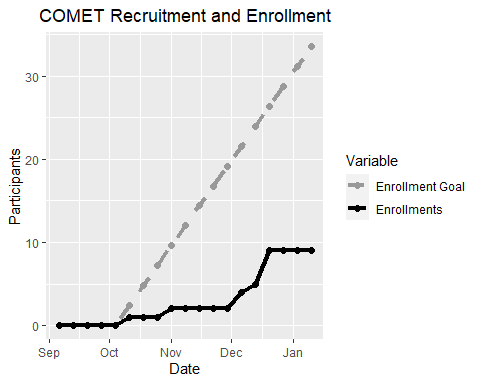 COMET Recruitment and Enrollment
Participants
30
20
10
0
Sep Oct Nov Dec Jan
Date
Variable
Enrollment Goal
Enrollments